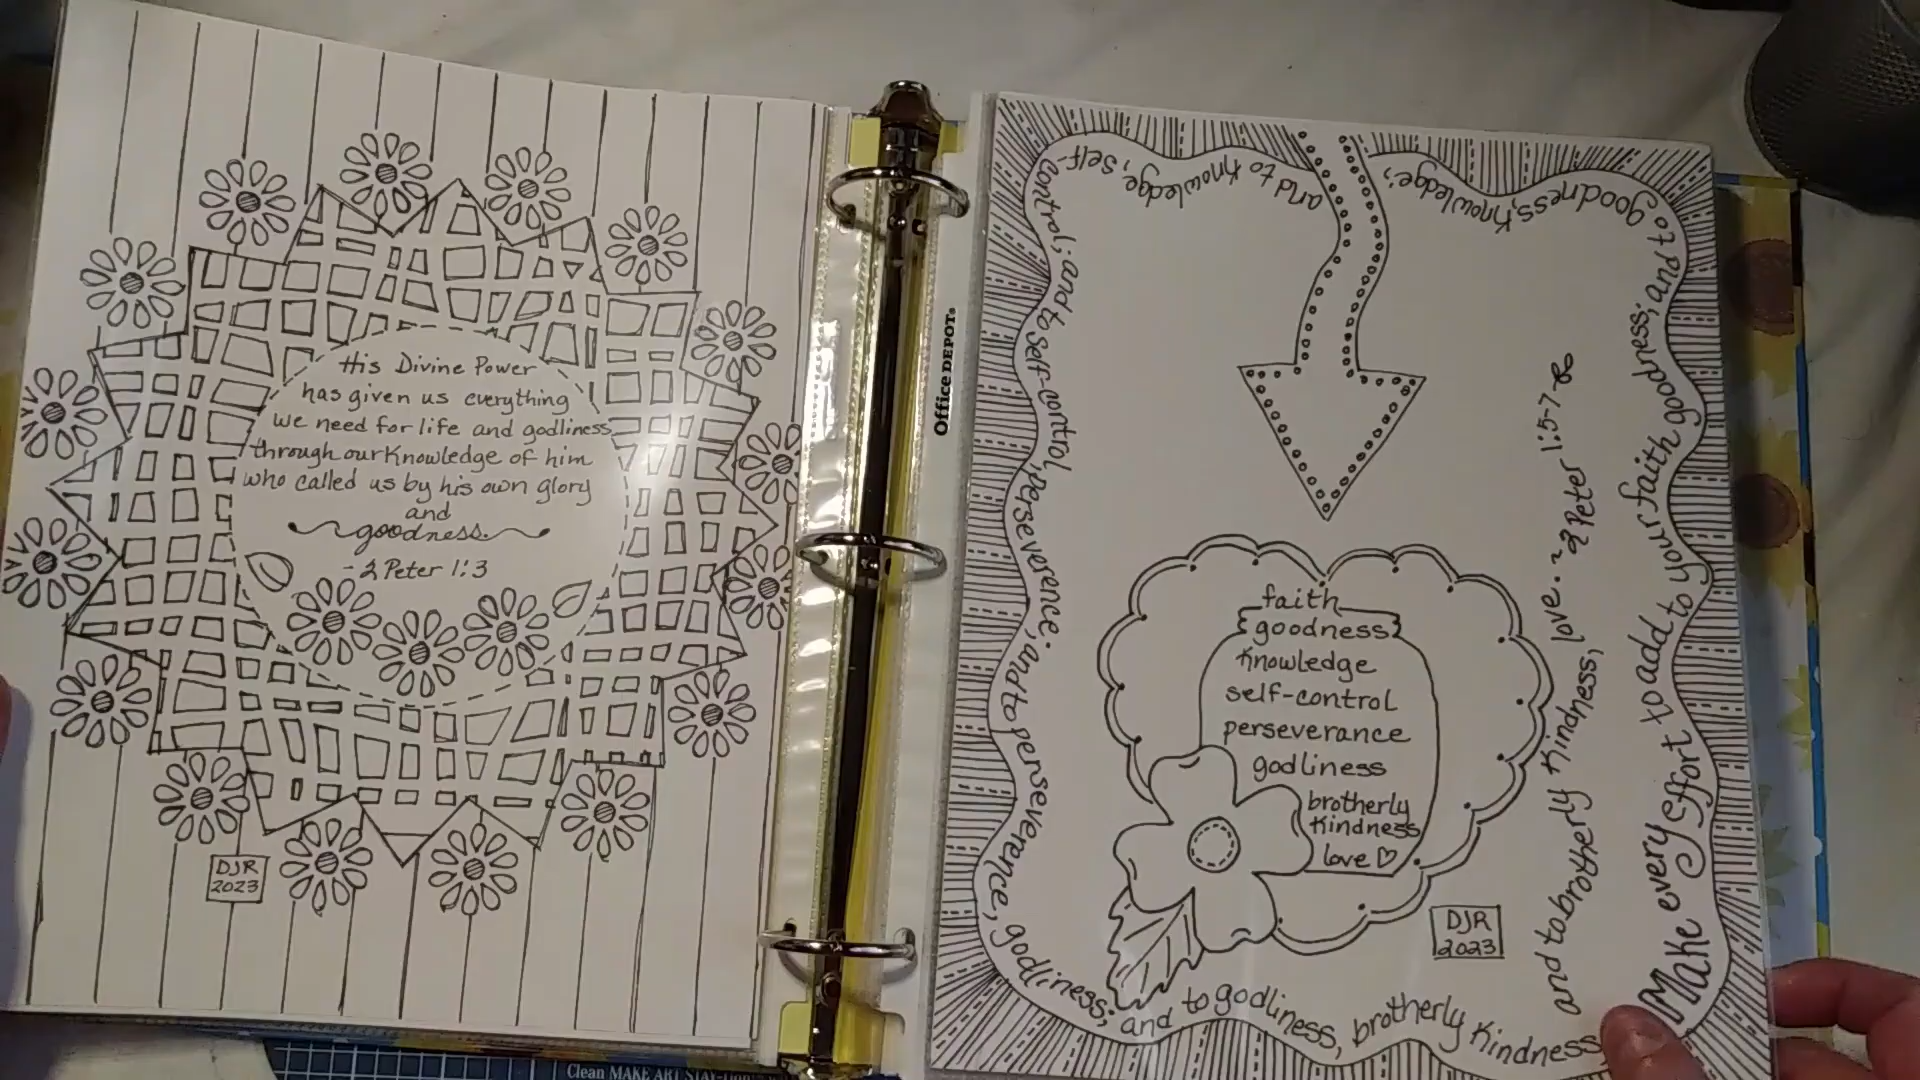 His Divine Power
has given us everything
we need for life and godliness
through our knowledge of him
who called us by his own glory
and
goodness.
- 2 Peter 1:3
DJR
2023
Office DEPOT
Make every effort to add to your faith goodness; and to goodness, knowledge;
and to knowledge, self-control; and to self-control, perseverence; and to perseverence, godliness; and to godliness, brotherly kindness
and to brotherly kindness, love. ~ 2 Peter 1:5-7
faith
goodness
knowledge
self-control
perseverance
godliness
brotherly
kindness
love
DJR
2023
Clean MAKE ART